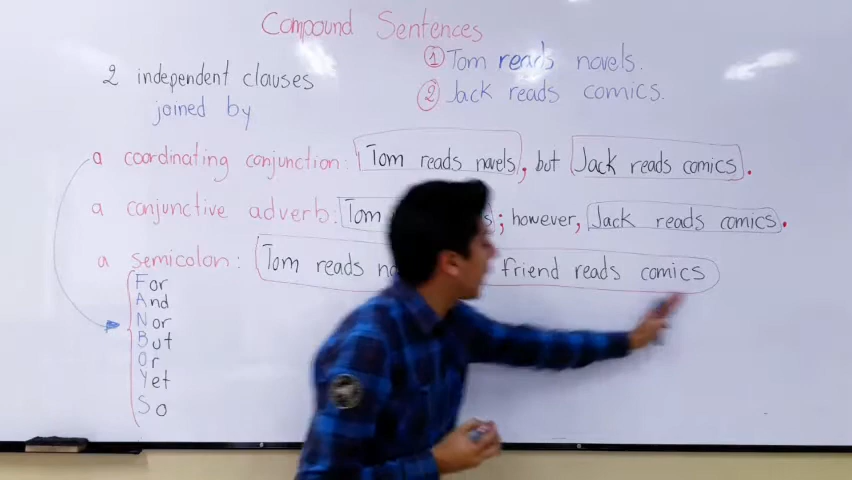 Compound Sentences
① Tom reads novels.
② Jack reads comics.
2 independent clauses
joined by
a coordinating conjunction: Tom reads novels, but Jack reads comics.
a conjunctive adverb: Tom ; however, Jack reads comics.
a semicolon: Tom reads friend reads comics
For
And
Nor
But
Or
Yet
So